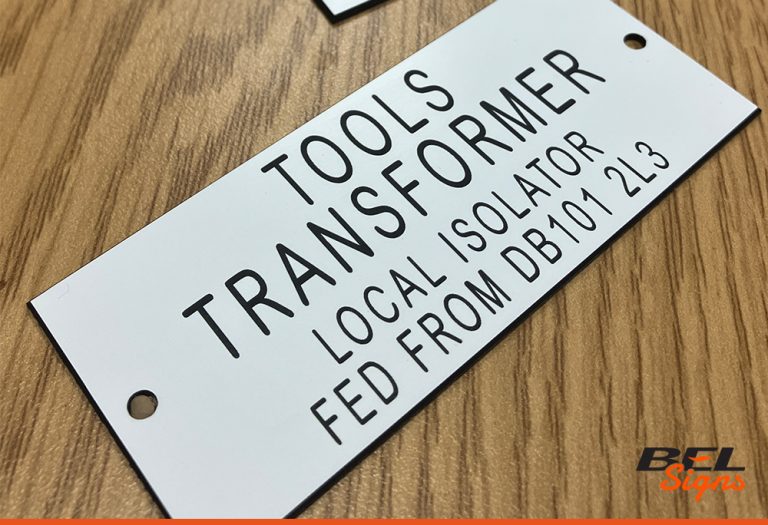 TOOLS
TRANSFORMER
LOCAL ISOLATOR
FED FROM DB101 2L3
BEL
Signs